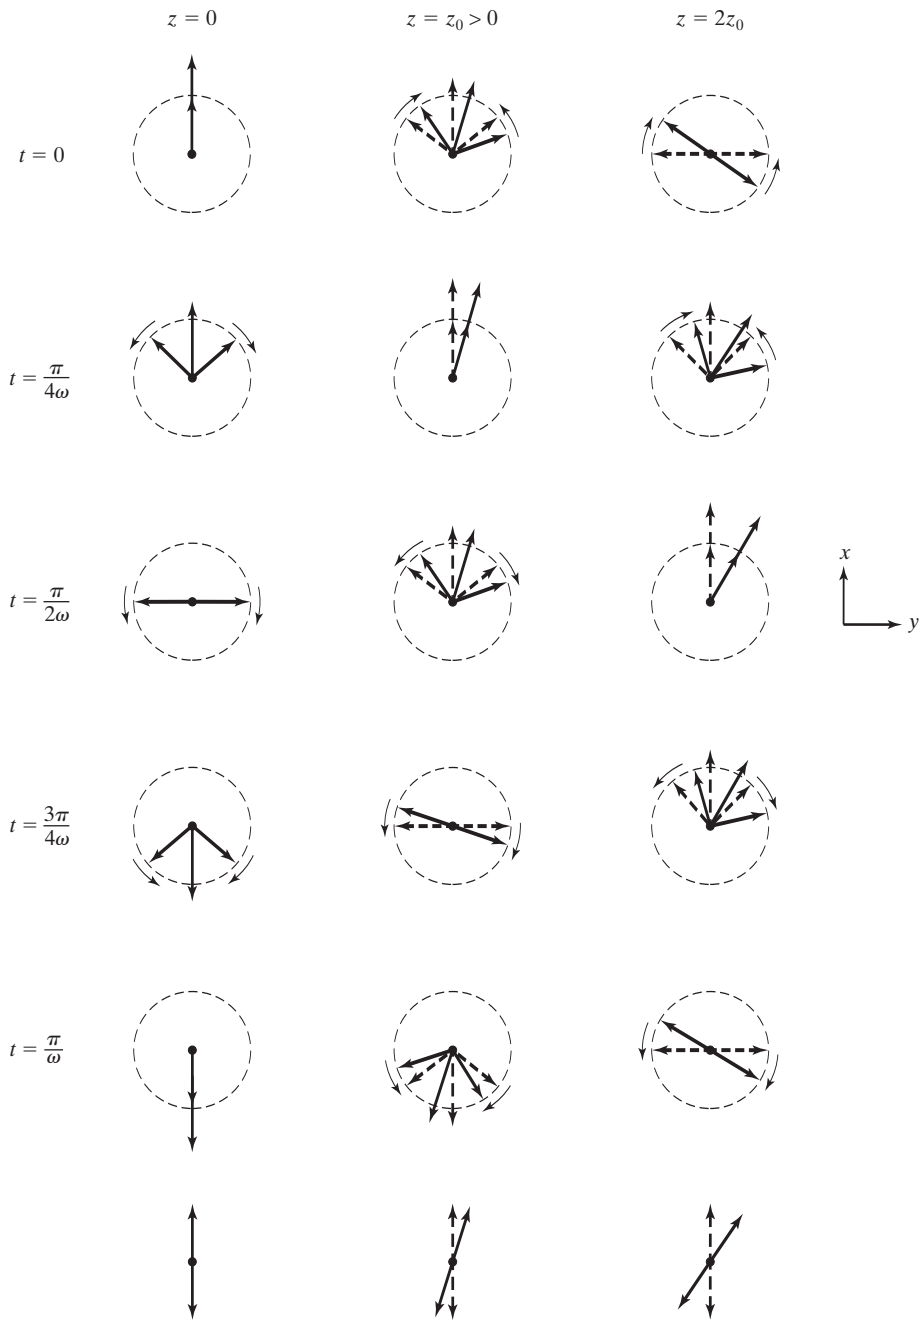 z = 0
z = z₀ > 0
z = 2z₀
t = 0
t = π/4ω
t = π/2ω
x
y
t = 3π/4ω
t = π/ω